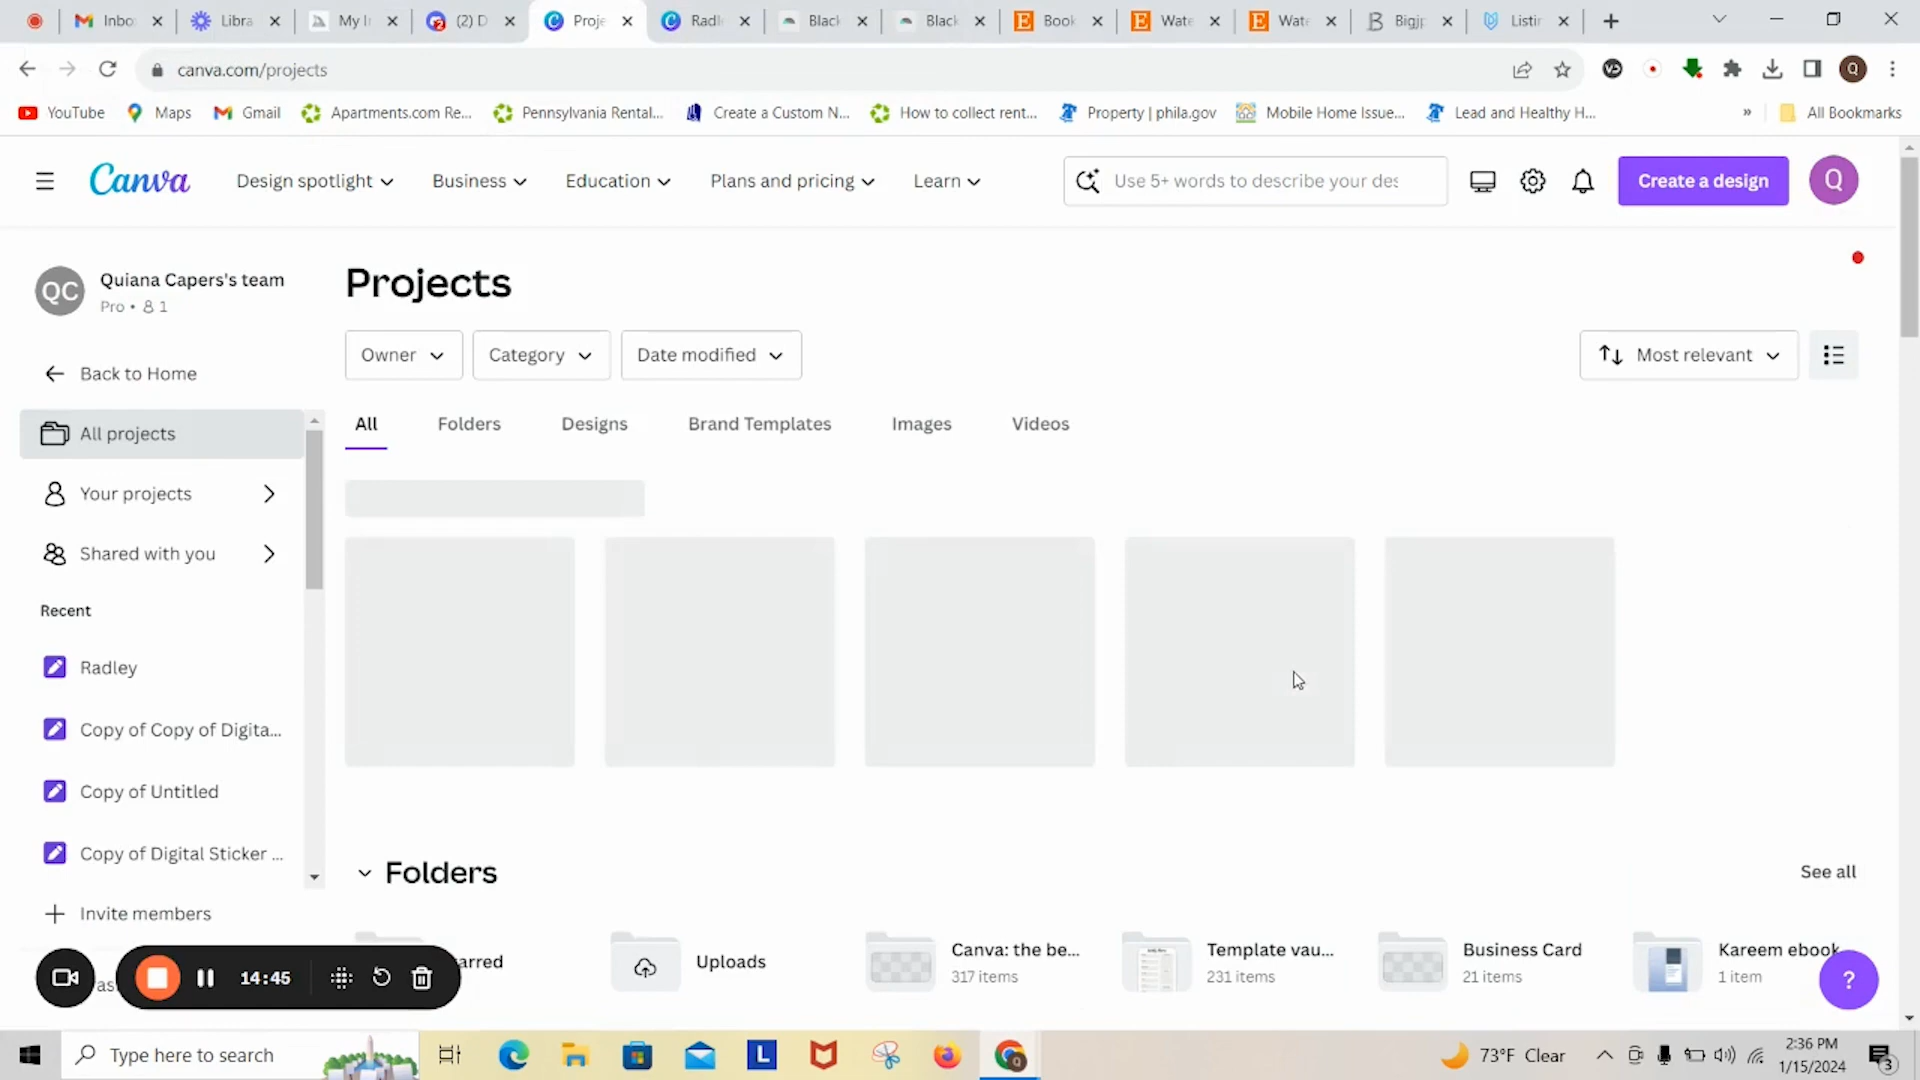 Inbo
Libra
My Ir
(2) D
Proje
Radl
Black
Black
Book
Wate
Wate
Bigjp
Listir
canva.com/projects
YouTube
Maps
Gmail
Apartments.com Re...
Pennsylvania Rental...
Create a Custom N...
How to collect rent...
Property | phila.gov
Mobile Home Issue...
Lead and Healthy H...
»
All Bookmarks
Canva
Design spotlight
Business
Education
Plans and pricing
Learn
Use 5+ words to describe your des
Create a design
Q
QC
Quiana Capers's team
Pro • 1
Projects
Back to Home
Owner
Category
Date modified
Most relevant
All projects
All
Folders
Designs
Brand Templates
Images
Videos
Your projects
Shared with you
Recent
Radley
Copy of Copy of Digita...
Copy of Untitled
Copy of Digital Sticker ...
Invite members
Folders
See all
arred
Uploads
Canva: the be...
317 items
Template vau...
231 items
Business Card
21 items
Kareem ebook
1 item
?
14:45
Type here to search
73°F Clear
2:36 PM
1/15/2024
3